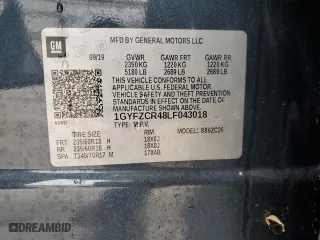 GM
MFD BY GENERAL MOTORS LLC
09/19 GVWR GAWR FRT GAWR RR
2350KG 1220KG 1220KG
5180 LB 2689 LB 2689 LB
THIS VEHICLE CONFORMS TO ALL APPLICABLE
U.S. FEDERAL MOTOR VEHICLE SAFETY, BUMPER, AND
THEFT PREVENTION STANDARDS
IN EFFECT ON THE DATE OF
MANUFACTURE SHOWN ABOVE.
1GYFZCR48LF043018
TYPE: M.P.V. MODEL: 886ZC26
TIRE SIZE RIM
FRT 235/60R18 H 18X8J
RR 235/60R18 H 18X8J
SPA T145/70R17 M 17X4B